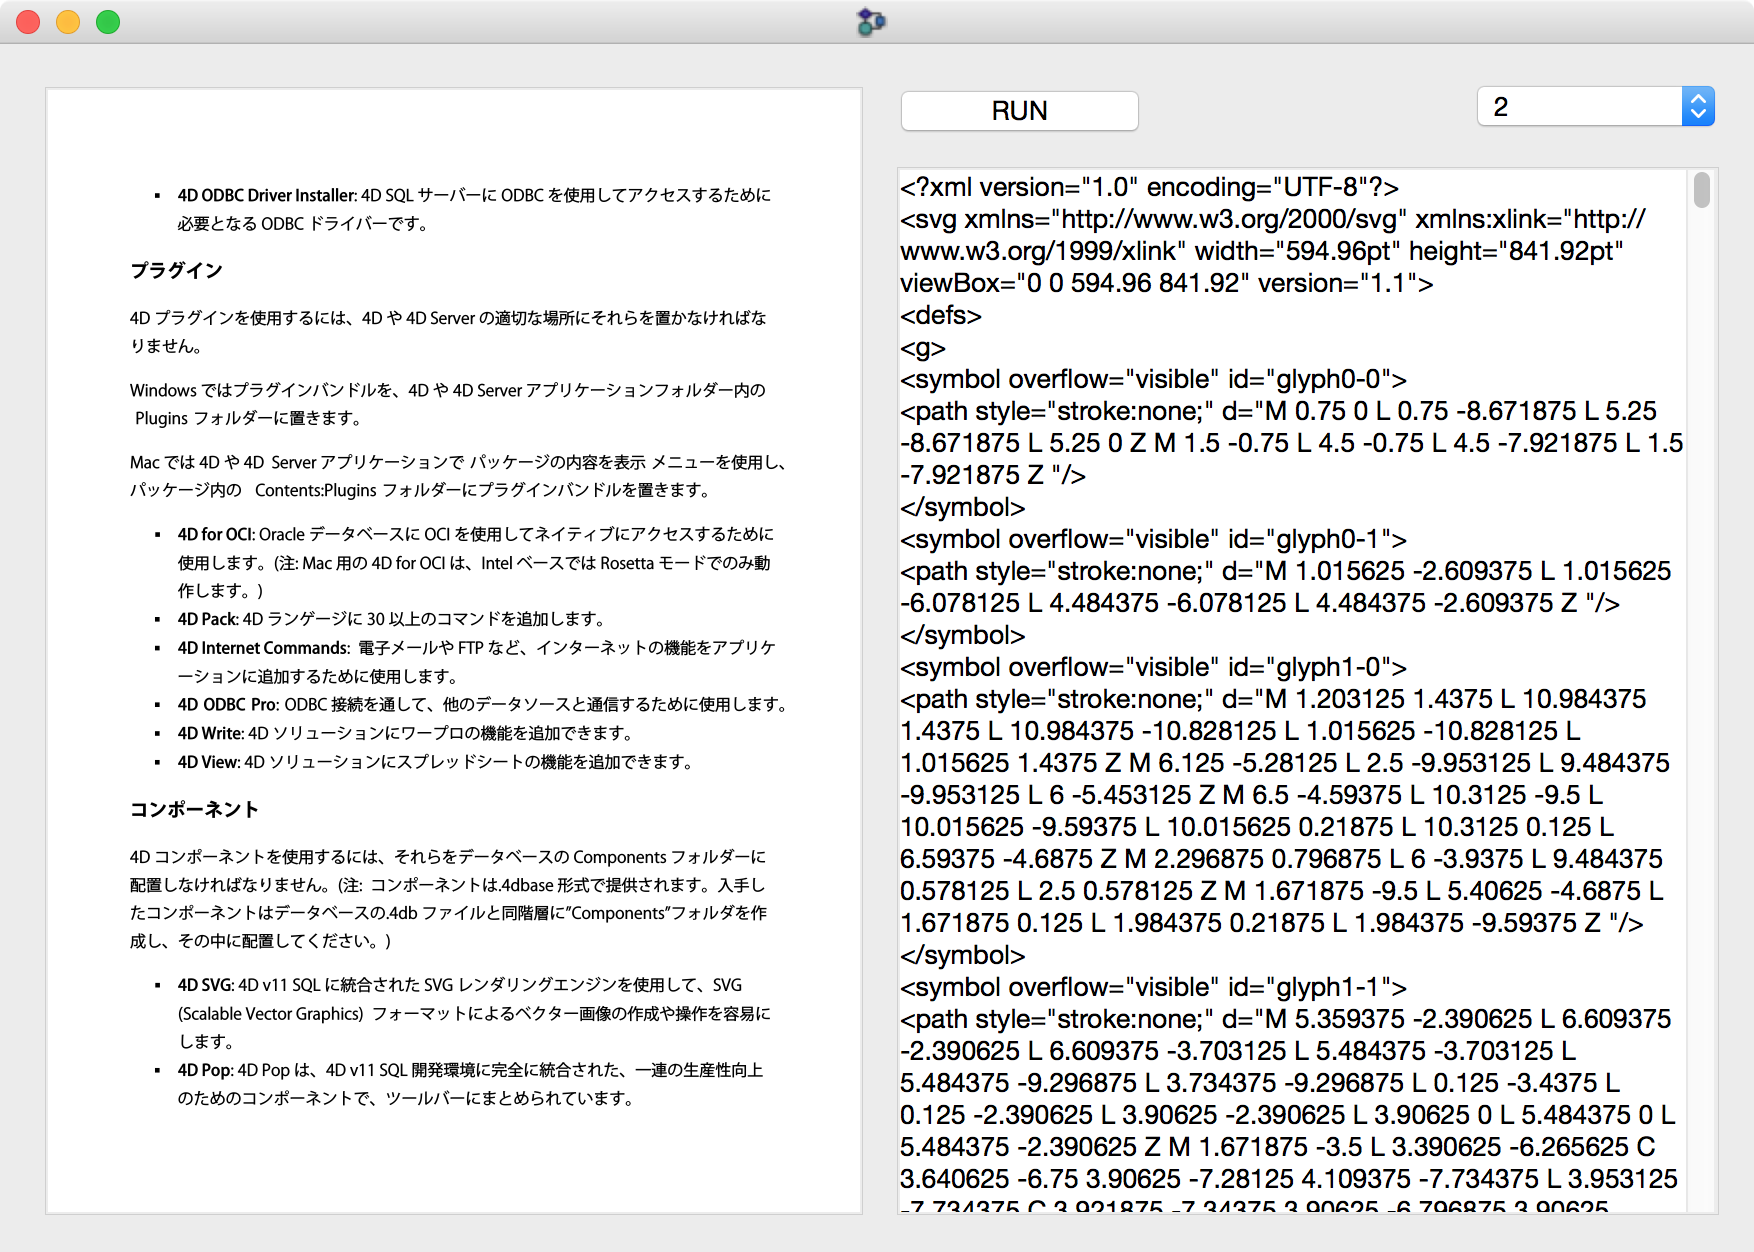 ▪ 4D ODBC Driver Installer: 4D SQL サーバーに ODBC を使用してアクセスするために
必要となる ODBC ドライバーです。
プラグイン
4D プラグインを使用するには、4D や 4D Server の適切な場所にそれらを置かなければな
りません。
Windows ではプラグインバンドルを、4D や 4D Server アプリケーションフォルダー内の
Plugins フォルダーに置きます。
Mac では 4D や 4D Server アプリケーションで パッケージの内容を表示 メニューを使用し、
パッケージ内の Contents:Plugins フォルダーにプラグインバンドルを置きます。
▪ 4D for OCI: Oracle データベースに OCI を使用してネイティブにアクセスするために
使用します。(注: Mac 用の 4D for OCI は、Intel ベースでは Rosetta モードでのみ動
作します。)
▪ 4D Pack: 4D ランゲージに 30 以上のコマンドを追加します。
▪ 4D Internet Commands: 電子メールや FTP など、インターネットの機能をアプリケ
ーションに追加するために使用します。
▪ 4D ODBC Pro: ODBC 接続を通して、他のデータソースと通信するために使用します。
▪ 4D Write: 4D ソリューションにワープロの機能を追加できます。
▪ 4D View: 4D ソリューションにスプレッドシートの機能を追加できます。
コンポーネント
4D コンポーネントを使用するには、それらをデータベースの Components フォルダーに
配置しなければなりません。(注: コンポーネントは.4dbase 形式で提供されます。入手し
たコンポーネントはデータベースの.4db ファイルと同階層に”Components”フォルダを作
成し、その中に配置してください。)
▪ 4D SVG: 4D v11 SQL に統合された SVG レンダリングエンジンを使用して、SVG
(Scalable Vector Graphics) フォーマットによるベクター画像の作成や操作を容易に
します。
▪ 4D Pop: 4D Pop は、4D v11 SQL 開発環境に完全に統合された、一連の生産性向上
のためのコンポーネントで、ツールバーにまとめられています。
RUN
2
<?xml version="1.0" encoding="UTF-8"?>
<svg xmlns="http://www.w3.org/2000/svg" xmlns:xlink="http://
www.w3.org/1999/xlink" width="594.96pt" height="841.92pt"
viewBox="0 0 594.96 841.92" version="1.1">
<defs>
<g>
<symbol overflow="visible" id="glyph0-0">
<path style="stroke:none;" d="M 0.75 0 L 0.75 -8.671875 L 5.25
-8.671875 L 5.25 0 Z M 1.5 -0.75 L 4.5 -0.75 L 4.5 -7.921875 L 1.5
-7.921875 Z "/>
</symbol>
<symbol overflow="visible" id="glyph0-1">
<path style="stroke:none;" d="M 1.015625 -2.609375 L 1.015625
-6.078125 L 4.484375 -6.078125 L 4.484375 -2.609375 Z "/>
</symbol>
<symbol overflow="visible" id="glyph1-0">
<path style="stroke:none;" d="M 1.203125 1.4375 L 10.984375
1.4375 L 10.984375 -10.828125 L 1.015625 -10.828125 L
1.015625 1.4375 Z M 6.125 -5.28125 L 2.5 -9.953125 L 9.484375
-9.953125 L 6 -5.453125 Z M 6.5 -4.59375 L 10.3125 -9.5 L
10.015625 -9.59375 L 10.015625 0.21875 L 10.3125 0.125 L
6.59375 -4.6875 Z M 2.296875 0.796875 L 6 -3.9375 L 9.484375
0.578125 L 2.5 0.578125 Z M 1.671875 -9.5 L 5.40625 -4.6875 L
1.671875 0.125 L 1.984375 0.21875 L 1.984375 -9.59375 Z "/>
</symbol>
<symbol overflow="visible" id="glyph1-1">
<path style="stroke:none;" d="M 5.359375 -2.390625 L 6.609375
-2.390625 L 6.609375 -3.703125 L 5.484375 -3.703125 L
5.484375 -9.296875 L 3.734375 -9.296875 L 0.125 -3.4375 L
0.125 -2.390625 L 3.90625 -2.390625 L 3.90625 0 L 5.484375 0 L
5.484375 -2.390625 Z M 1.671875 -3.5 L 3.390625 -6.265625 C
3.640625 -6.75 3.90625 -7.28125 4.109375 -7.734375 L 3.953125
-7.734375 C 3.921875 -7.34375 3.90625 -6.796875 3.90625